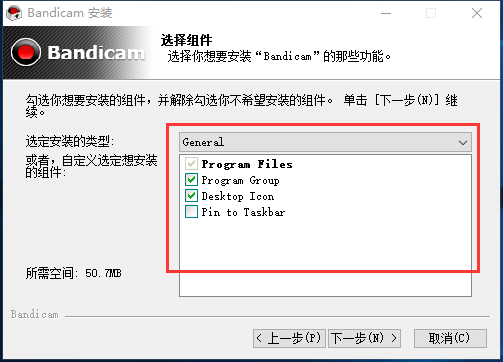 Bandicam 安装
Bandicam
选择组件
选择你想要安装“Bandicam”的那些功能。
勾选你想要安装的组件，并解除勾选你不希望安装的组件。 单击 [下一步(N)] 继
续。
选定安装的类型:
General
或者，自定义选定想安装
的组件:
Program Files
Program Group
Desktop Icon
Pin to Taskbar
所需空间: 50.7MB
Bandicam
< 上一步(P)
下一步(N) >
取消(C)